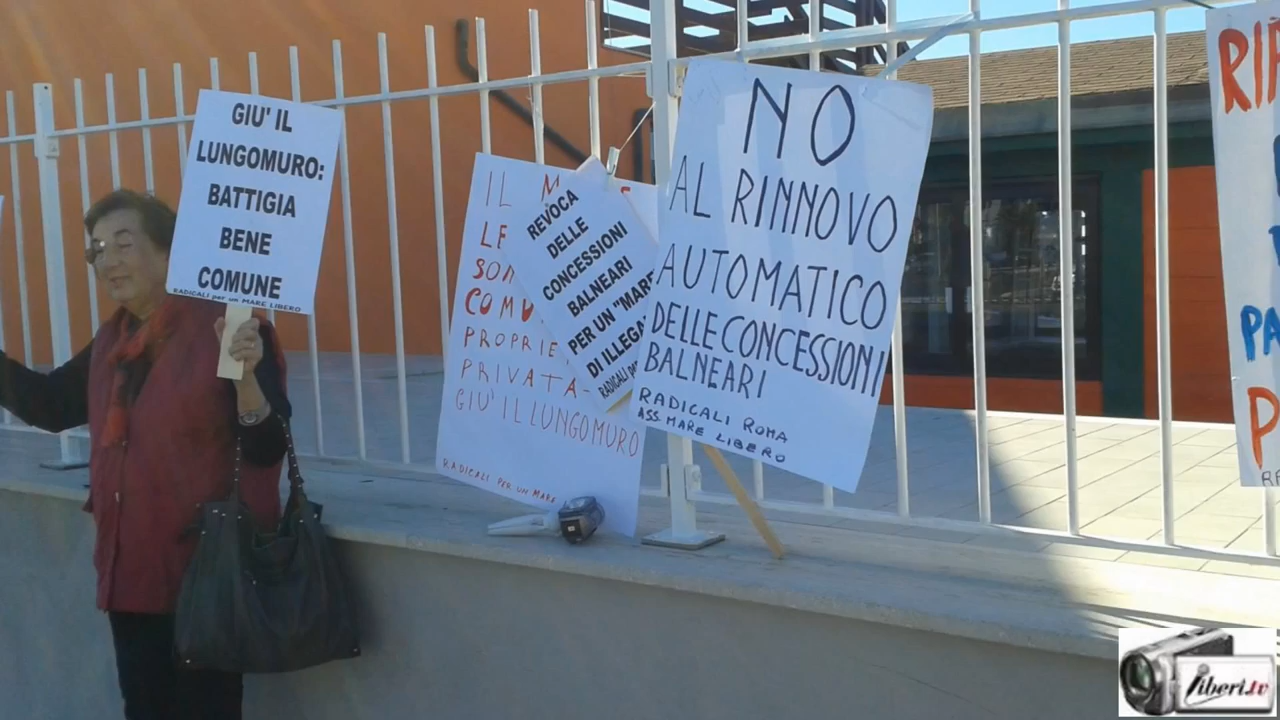 GIU' IL
LUNGOMURO:
BATTIGIA
BENE
COMUNE
RADICALI per un MARE LIBERO
IL
COMU
PROPRIE
PRIVATA
GIU' IL LUNGOMURO
RADICALI PER UN MARE
REVOCA
DELLE
CONCESSIONI
BALNEARI
PER UN "MARE
DI ILLEGA
RADICALI
NO
AL RINNOVO
AUTOMATICO
DELLE CONCESSIONI
BALNEARI
RADICALI ROMA
ASS. MARE LIBERO
PA
P
liberi.tv